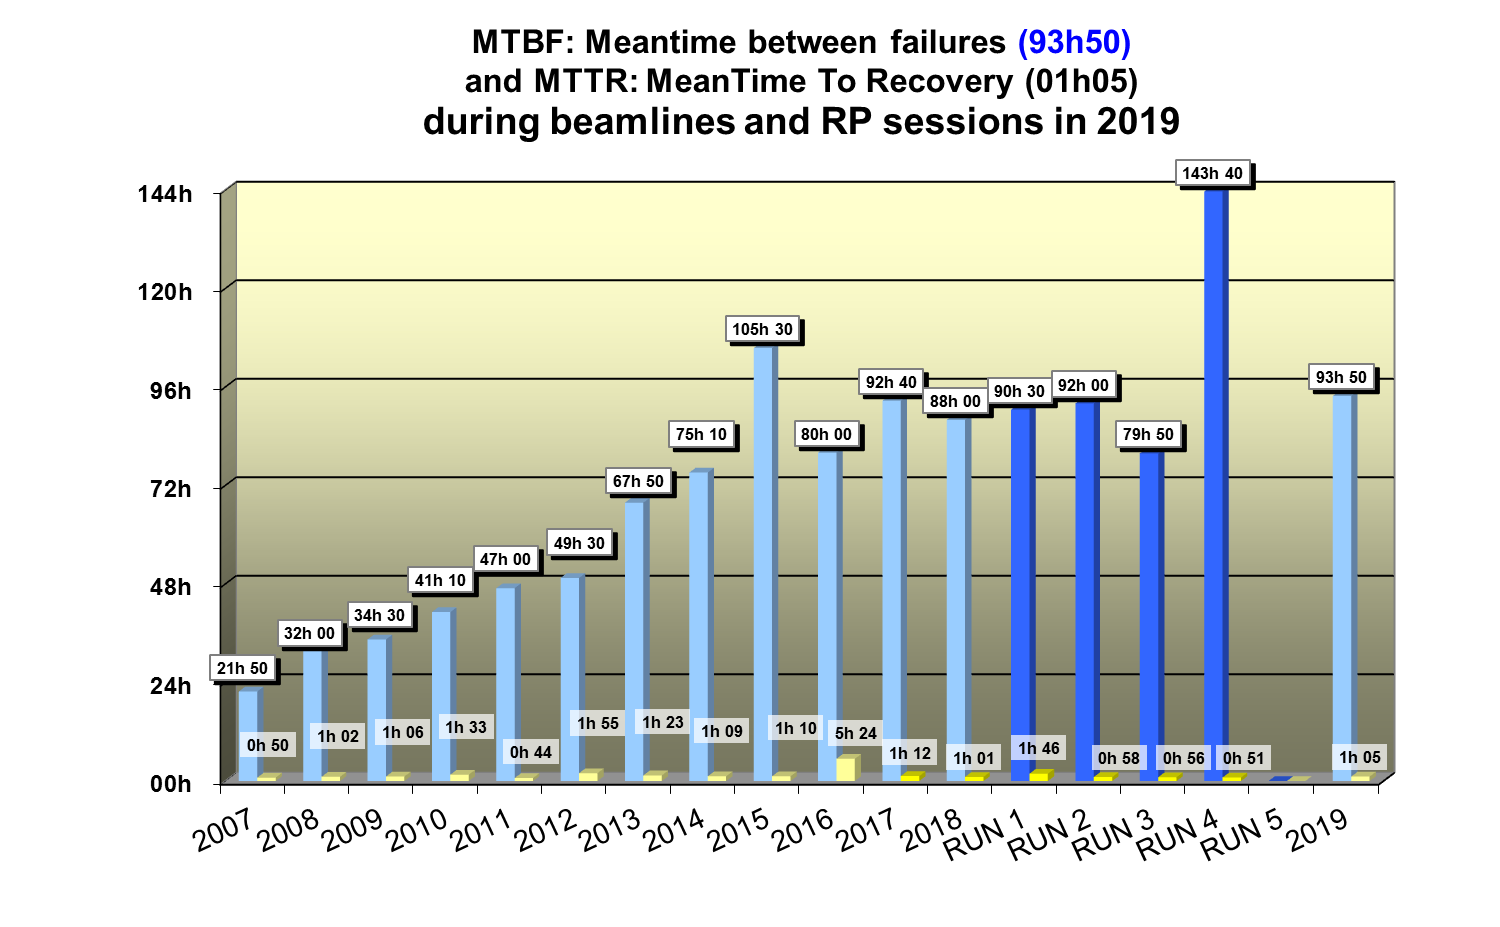 MTBF: Meantime between failures (93h50)
and MTTR: MeanTime To Recovery (01h05)
during beamlines and RP sessions in 2019
144h
120h
96h
72h
48h
24h
00h
21h 50
32h 00
34h 30
41h 10
47h 00
49h 30
67h 50
75h 10
105h 30
80h 00
92h 40
88h 00
90h 30
92h 00
79h 50
143h 40
93h 50
0h 50
1h 02
1h 06
1h 33
0h 44
1h 55
1h 23
1h 09
1h 10
5h 24
1h 12
1h 01
1h 46
0h 58
0h 56
0h 51
1h 05
2007
2008
2009
2010
2011
2012
2013
2014
2015
2016
2017
2018
RUN 1
RUN 2
RUN 3
RUN 4
RUN 5
2019